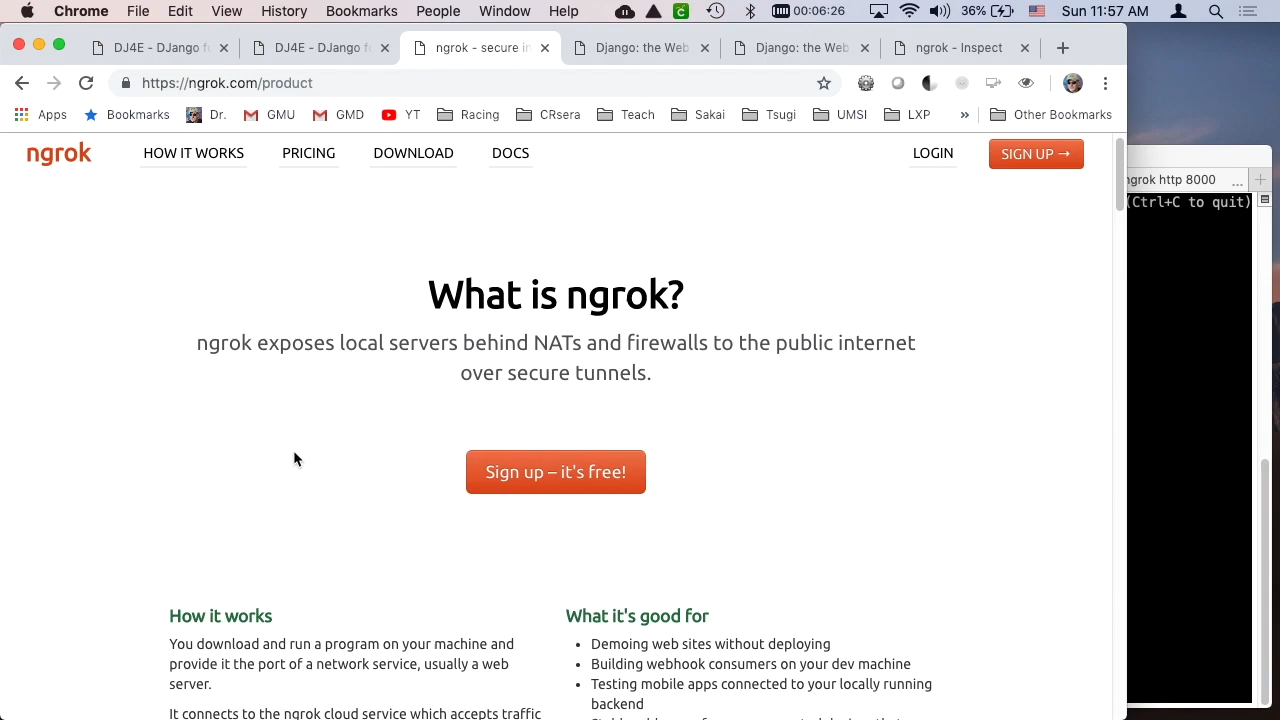 Chrome File Edit View History Bookmarks People Window Help 00:06:26 36% Sun 11:57 AM
DJ4E - DJango f DJ4E - DJango f ngrok - secure in Django: the Web Django: the Web ngrok - Inspect
https://ngrok.com/product
Apps Bookmarks Dr. GMU GMD YT Racing CRsera Teach Sakai Tsugi UMSI LXP » Other Bookmarks
ngrok HOW IT WORKS PRICING DOWNLOAD DOCS LOGIN SIGN UP →
ngrok http 8000 ...
(Ctrl+C to quit)
What is ngrok?
ngrok exposes local servers behind NATs and firewalls to the public internet
over secure tunnels.
Sign up – it's free!
How it works
You download and run a program on your machine and
provide it the port of a network service, usually a web
server.
It connects to the ngrok cloud service which accepts traffic
What it's good for
• Demoing web sites without deploying
• Building webhook consumers on your dev machine
• Testing mobile apps connected to your locally running
backend